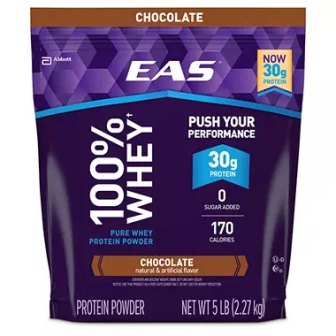 CHOCOLATE
Abbott
EAS®
NOW
30g
PROTEIN
100%
WHEY†
PURE WHEY
PROTEIN POWDER
PUSH YOUR
PERFORMANCE
30g
PROTEIN
0
SUGAR ADDED
170
CALORIES
CHOCOLATE
natural & artificial flavor
PROTEIN POWDER
NET WT 5 LB (2.27 kg)